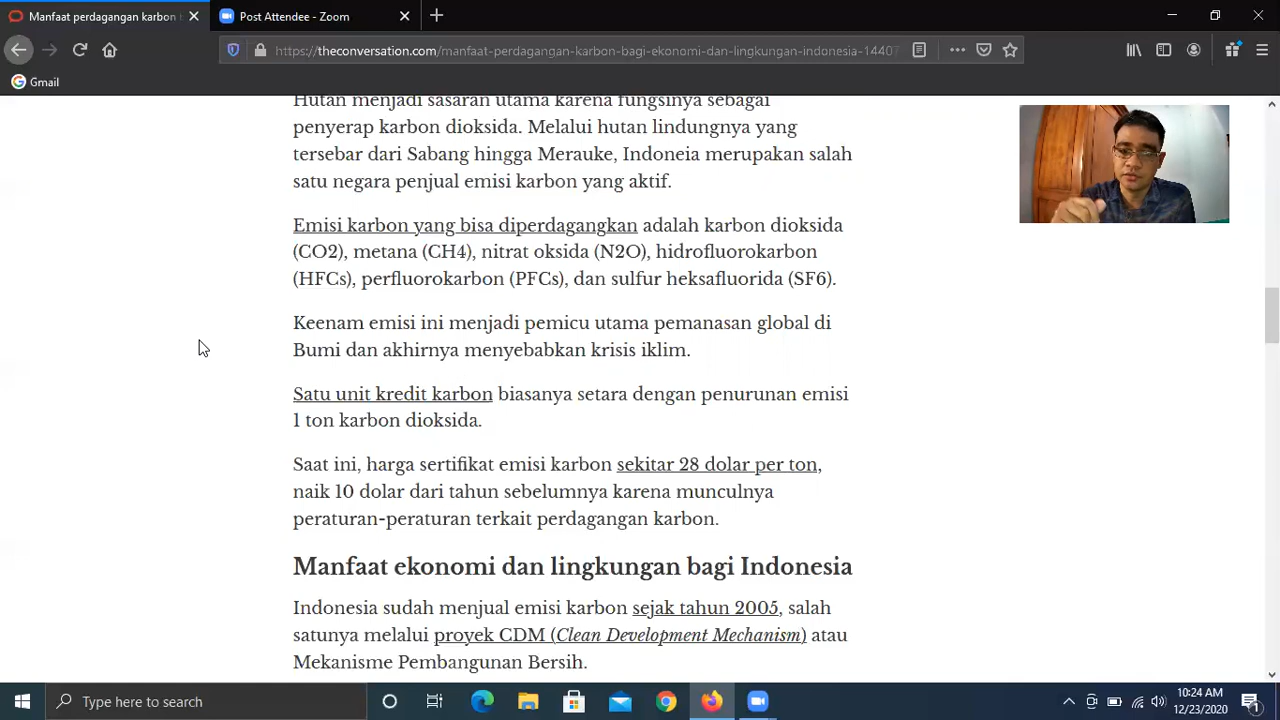 Manfaat perdagangan karbon b
Post Attendee - Zoom
https://theconversation.com/manfaat-perdagangan-karbon-bagi-ekonomi-dan-lingkungan-indonesia-14407
Gmail
Hutan menjadi sasaran utama karena fungsinya sebagai
penyerap karbon dioksida. Melalui hutan lindungnya yang
tersebar dari Sabang hingga Merauke, Indoneia merupakan salah
satu negara penjual emisi karbon yang aktif.
Emisi karbon yang bisa diperdagangkan adalah karbon dioksida
(CO2), metana (CH4), nitrat oksida (N2O), hidrofluorokarbon
(HFCs), perfluorokarbon (PFCs), dan sulfur heksafluorida (SF6).
Keenam emisi ini menjadi pemicu utama pemanasan global di
Bumi dan akhirnya menyebabkan krisis iklim.
Satu unit kredit karbon biasanya setara dengan penurunan emisi
1 ton karbon dioksida.
Saat ini, harga sertifikat emisi karbon sekitar 28 dolar per ton,
naik 10 dolar dari tahun sebelumnya karena munculnya
peraturan-peraturan terkait perdagangan karbon.
Manfaat ekonomi dan lingkungan bagi Indonesia
Indonesia sudah menjual emisi karbon sejak tahun 2005, salah
satunya melalui proyek CDM (Clean Development Mechanism) atau
Mekanisme Pembangunan Bersih.
Type here to search
10:24 AM
12/23/2020